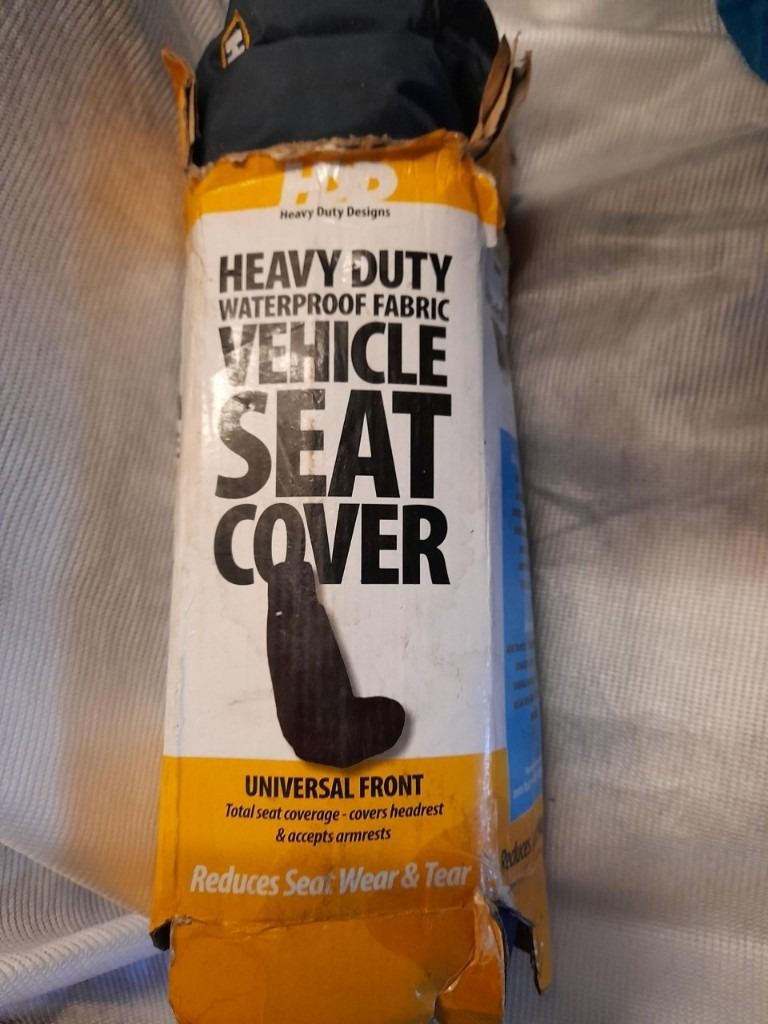 H
HDD
Heavy Duty Designs
HEAVY DUTY
WATERPROOF FABRIC
VEHICLE
SEAT
COVER
UNIVERSAL FRONT
Total seat coverage - covers headrest
& accepts armrests
Reduces Seat Wear & Tear
Reduces